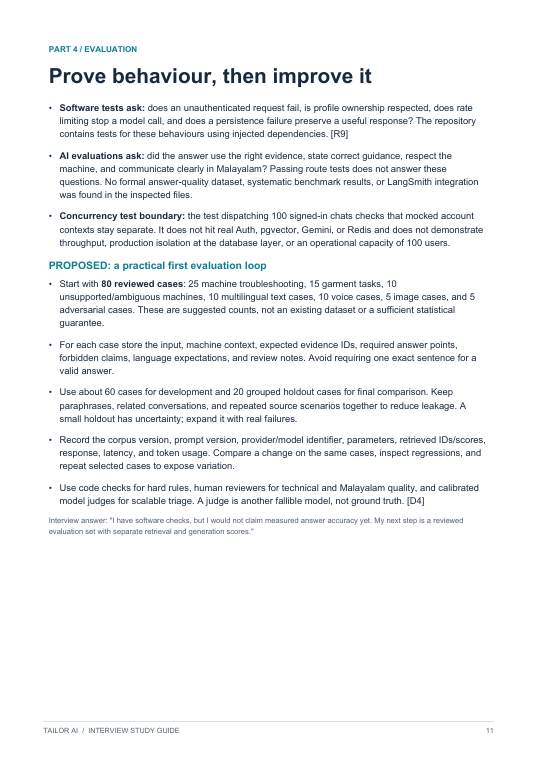 PART 4 / EVALUATION
Prove behaviour, then improve it
• Software tests ask: does an unauthenticated request fail, is profile ownership respected, does rate
limiting stop a model call, and does a persistence failure preserve a useful response? The repository
contains tests for these behaviours using injected dependencies. [R9]
• AI evaluations ask: did the answer use the right evidence, state correct guidance, respect the
machine, and communicate clearly in Malayalam? Passing route tests does not answer these
questions. No formal answer-quality dataset, systematic benchmark results, or LangSmith integration
was found in the inspected files.
• Concurrency test boundary: the test dispatching 100 signed-in chats checks that mocked account
contexts stay separate. It does not hit real Auth, pgvector, Gemini, or Redis and does not demonstrate
throughput, production isolation at the database layer, or an operational capacity of 100 users.
PROPOSED: a practical first evaluation loop
• Start with 80 reviewed cases: 25 machine troubleshooting, 15 garment tasks, 10
unsupported/ambiguous machines, 10 multilingual text cases, 10 voice cases, 5 image cases, and 5
adversarial cases. These are suggested counts, not an existing dataset or a sufficient statistical
guarantee.
• For each case store the input, machine context, expected evidence IDs, required answer points,
forbidden claims, language expectations, and review notes. Avoid requiring one exact sentence for a
valid answer.
• Use about 60 cases for development and 20 grouped holdout cases for final comparison. Keep
paraphrases, related conversations, and repeated source scenarios together to reduce leakage. A
small holdout has uncertainty; expand it with real failures.
• Record the corpus version, prompt version, provider/model identifier, parameters, retrieved IDs/scores,
response, latency, and token usage. Compare a change on the same cases, inspect regressions, and
repeat selected cases to expose variation.
• Use code checks for hard rules, human reviewers for technical and Malayalam quality, and calibrated
model judges for scalable triage. A judge is another fallible model, not ground truth. [D4]
Interview answer: "I have software checks, but I would not claim measured answer accuracy yet. My next step is a reviewed
evaluation set with separate retrieval and generation scores."
TAILOR AI / INTERVIEW STUDY GUIDE
11